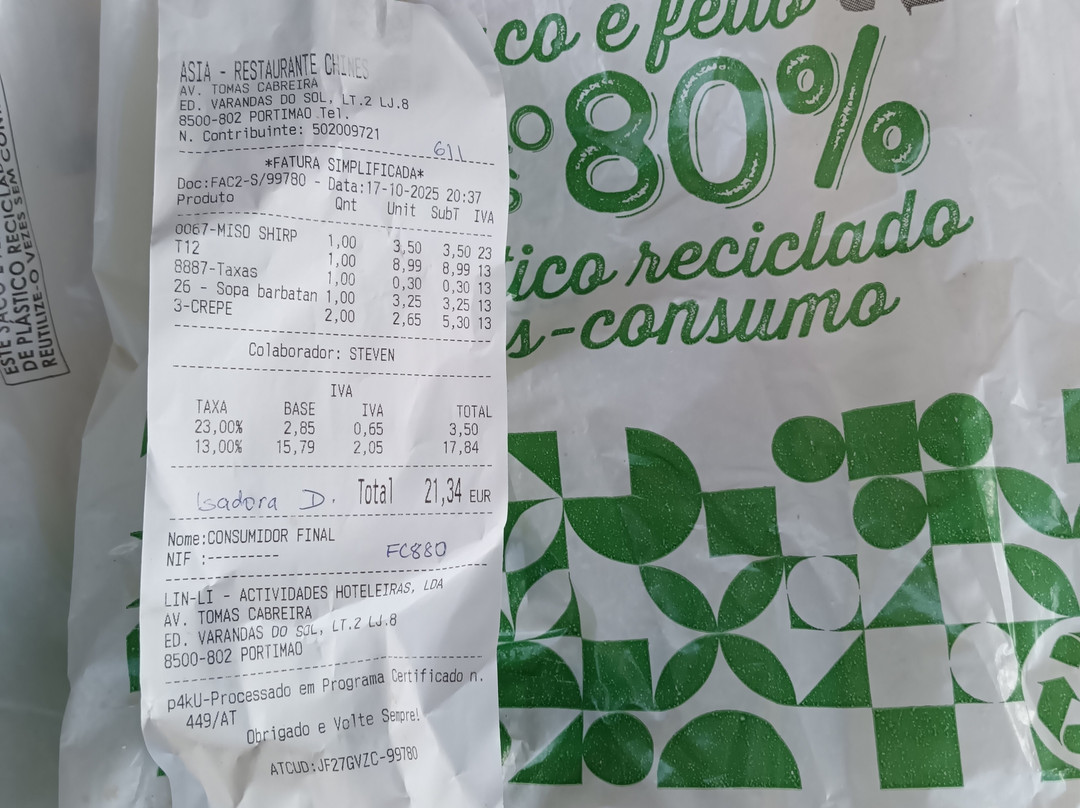 ASIA - RESTAURANTE CHINES
AV. TOMAS CABREIRA
ED. VARANDAS DO SOL, LT.2 LJ.8
8500-802 PORTIMAO Tel.
N. Contribuinte: 502009721
611
*FATURA SIMPLIFICADA*
Doc:FAC2-S/99780 - Data:17-10-2025 20:37
Produto Qnt Unit SubT IVA
0067-MISO SHIRP 1,00 3,50 3,50 23
T12 1,00 8,99 8,99 13
8887-Taxas 1,00 0,30 0,30 13
26 - Sopa barbatan 1,00 3,25 3,25 13
3-CREPE 2,00 2,65 5,30 13
Colaborador: STEVEN
IVA
TAXA BASE IVA TOTAL
23,00% 2,85 0,65 3,50
13,00% 15,79 2,05 17,84
Isadora D. Total 21,34 EUR
Nome:CONSUMIDOR FINAL
NIF :---------
FC880
LIN-LI - ACTIVIDADES HOTELEIRAS, LDA
AV. TOMAS CABREIRA
ED. VARANDAS DO SOL, LT.2 LJ.8
8500-802 PORTIMAO
p4kU-Processado em Programa Certificado n.
449/AT
Obrigado e Volte Sempre!
ATCUD:JF27GVZC-99780
co e feito
80%
tico reciclado
s-consumo
ESTE SACO
DE PLÁSTICO RECICLADO
REUTILIZE-O VEZES SEM CONTA